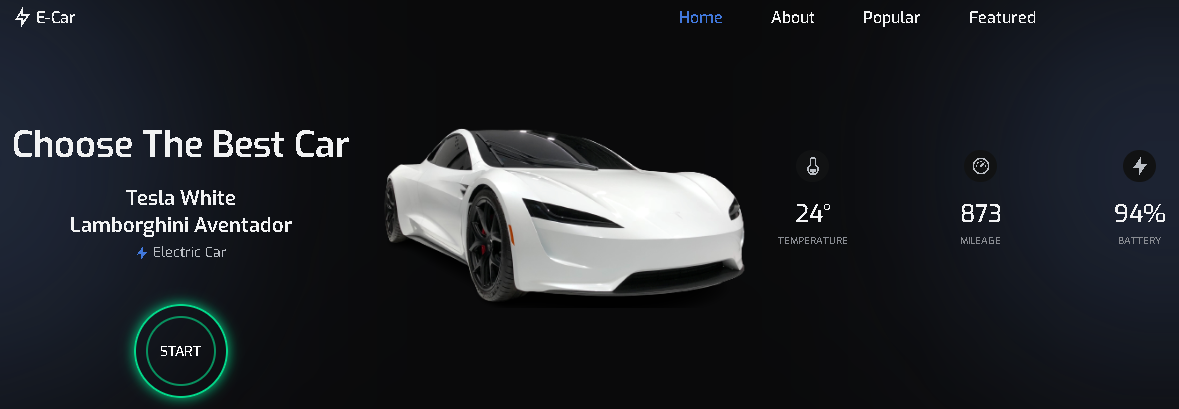 E-Car
Home
About
Popular
Featured
Choose The Best Car
Tesla White
Lamborghini Aventador
Electric Car
START
24°
TEMPERATURE
873
MILEAGE
94%
BATTERY